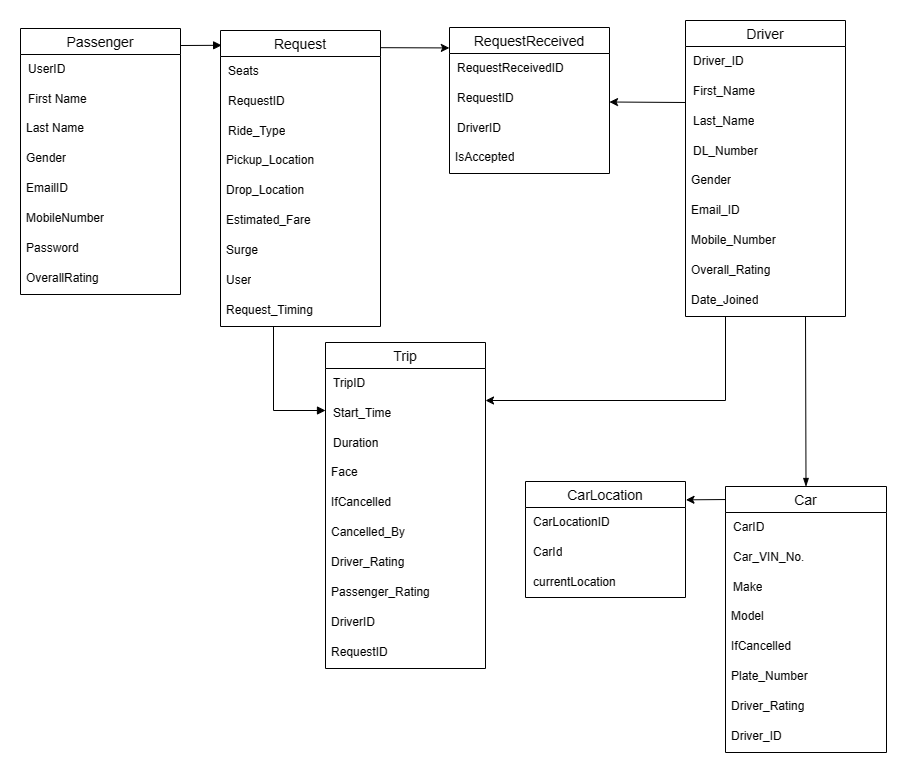 Passenger
UserID
First Name
Last Name
Gender
EmailID
MobileNumber
Password
OverallRating
Request
Seats
RequestID
Ride_Type
Pickup_Location
Drop_Location
Estimated_Fare
Surge
User
Request_Timing
RequestReceived
RequestReceivedID
RequestID
DriverID
IsAccepted
Driver
Driver_ID
First_Name
Last_Name
DL_Number
Gender
Email_ID
Mobile_Number
Overall_Rating
Date_Joined
Trip
TripID
Start_Time
Duration
Face
IfCancelled
Cancelled_By
Driver_Rating
Passenger_Rating
DriverID
RequestID
CarLocation
CarLocationID
CarId
currentLocation
Car
CarID
Car_VIN_No.
Make
Model
IfCancelled
Plate_Number
Driver_Rating
Driver_ID